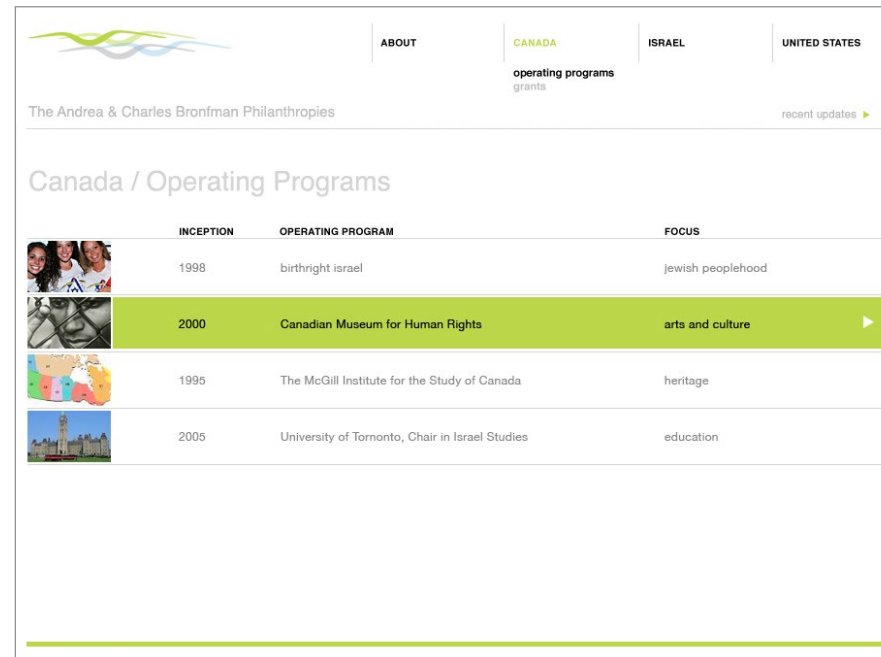 ABOUT CANADA ISRAEL UNITED STATES
operating programs
grants
The Andrea & Charles Bronfman Philanthropies recent updates
Canada / Operating Programs
INCEPTION OPERATING PROGRAM FOCUS
1998 birthright israel jewish peoplehood
2000 Canadian Museum for Human Rights arts and culture
1995 The McGill Institute for the Study of Canada heritage
2005 University of Tornonto, Chair in Israel Studies education